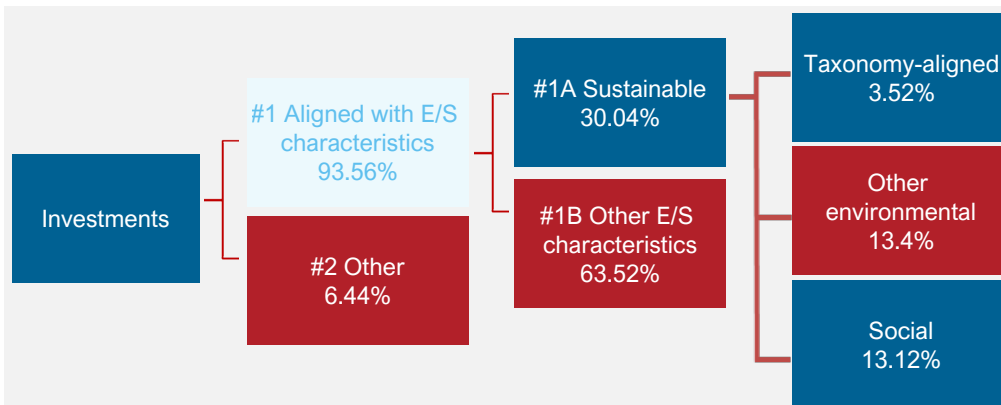 Investments
#1 Aligned with E/S
characteristics
93.56%
#2 Other
6.44%
#1A Sustainable
30.04%
#1B Other E/S
characteristics
63.52%
Taxonomy-aligned
3.52%
Other
environmental
13.4%
Social
13.12%